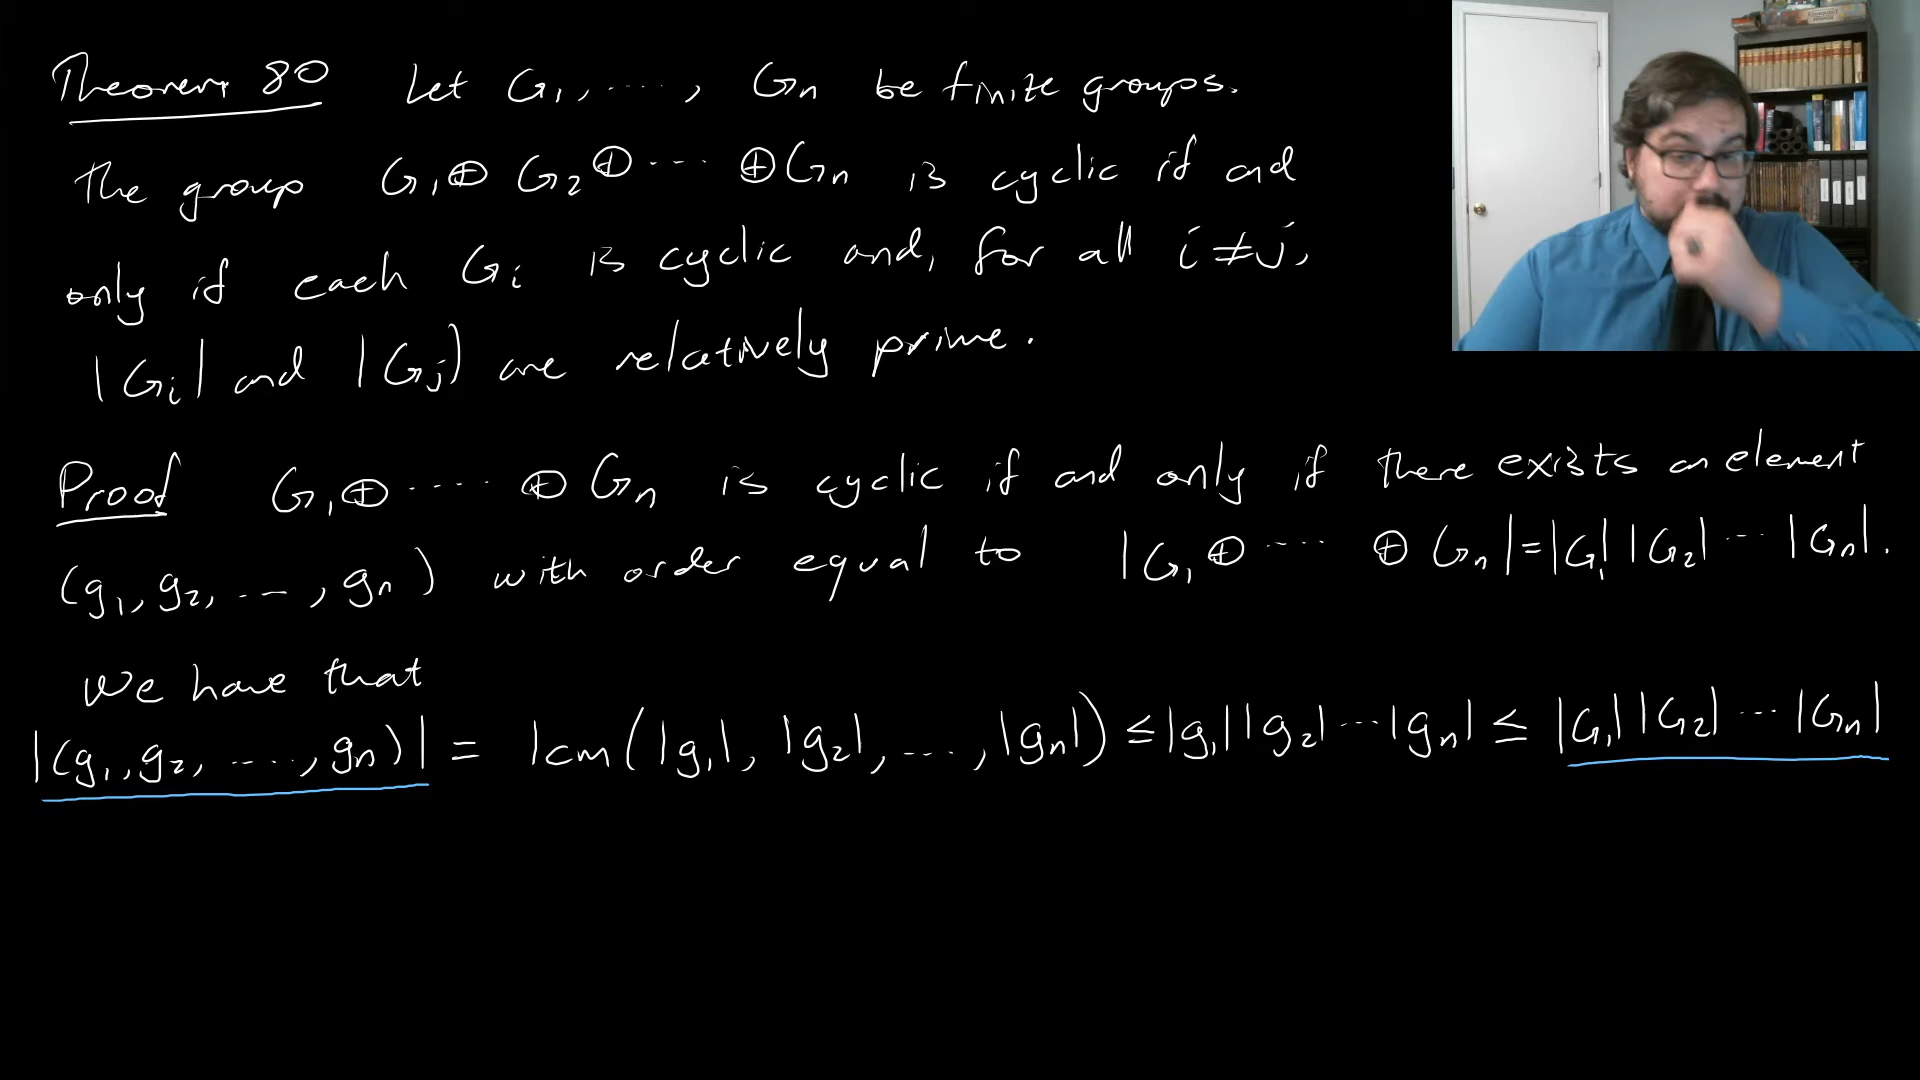 Theorem 80 Let G₁, ..., Gₙ be finite groups.
The group G₁ ⊕ G₂ ⊕ ... ⊕ Gₙ is cyclic if and
only if each Gᵢ is cyclic and, for all i ≠ j,
|Gᵢ| and |Gⱼ| are relatively prime.
Proof G₁ ⊕ .... ⊕ Gₙ is cyclic if and only if there exists an element
(g₁, g₂, ..., gₙ) with order equal to |G₁ ⊕ ... ⊕ Gₙ| = |G₁| |G₂| ... |Gₙ|.
We have that
|(g₁, g₂, ...., gₙ)| = lcm(|g₁|, |g₂|, ..., |gₙ|) ≤ |g₁| |g₂| ... |gₙ| ≤ |G₁| |G₂| ... |Gₙ|